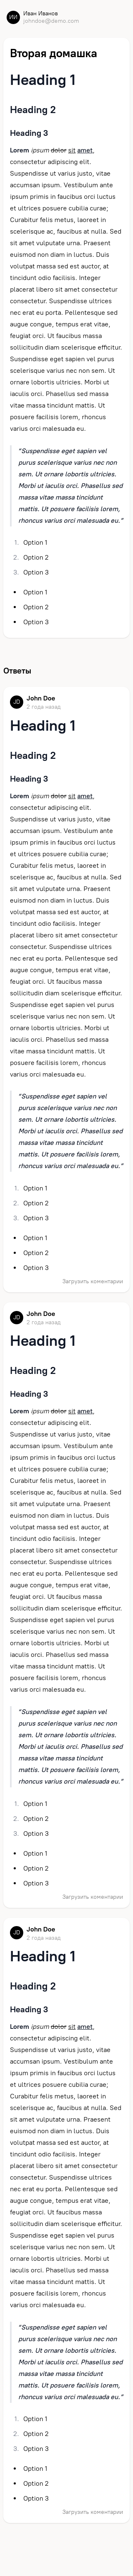 ИИ
Иван Иванов
johndoe@demo.com
Вторая домашка
Heading 1
Heading 2
Heading 3
Lorem ipsum dolor sit amet,
consectetur adipiscing elit.
Suspendisse ut varius justo, vitae
accumsan ipsum. Vestibulum ante
ipsum primis in faucibus orci luctus
et ultrices posuere cubilia curae;
Curabitur felis metus, laoreet in
scelerisque ac, faucibus at nulla. Sed
sit amet vulputate urna. Praesent
euismod non diam in luctus. Duis
volutpat massa sed est auctor, at
tincidunt odio facilisis. Integer
placerat libero sit amet consectetur
consectetur. Suspendisse ultrices
nec erat eu porta. Pellentesque sed
augue congue, tempus erat vitae,
feugiat orci. Ut faucibus massa
sollicitudin diam scelerisque efficitur.
Suspendisse eget sapien vel purus
scelerisque varius nec non sem. Ut
ornare lobortis ultricies. Morbi ut
iaculis orci. Phasellus sed massa
vitae massa tincidunt mattis. Ut
posuere facilisis lorem, rhoncus
varius orci malesuada eu.
"Suspendisse eget sapien vel
purus scelerisque varius nec non
sem. Ut ornare lobortis ultricies.
Morbi ut iaculis orci. Phasellus sed
massa vitae massa tincidunt
mattis. Ut posuere facilisis lorem,
rhoncus varius orci malesuada eu."
1. Option 1
2. Option 2
3. Option 3
• Option 1
• Option 2
• Option 3
Ответы
JD
John Doe
2 года назад
Heading 1
Heading 2
Heading 3
Lorem ipsum dolor sit amet,
consectetur adipiscing elit.
Suspendisse ut varius justo, vitae
accumsan ipsum. Vestibulum ante
ipsum primis in faucibus orci luctus
et ultrices posuere cubilia curae;
Curabitur felis metus, laoreet in
scelerisque ac, faucibus at nulla. Sed
sit amet vulputate urna. Praesent
euismod non diam in luctus. Duis
volutpat massa sed est auctor, at
tincidunt odio facilisis. Integer
placerat libero sit amet consectetur
consectetur. Suspendisse ultrices
nec erat eu porta. Pellentesque sed
augue congue, tempus erat vitae,
feugiat orci. Ut faucibus massa
sollicitudin diam scelerisque efficitur.
Suspendisse eget sapien vel purus
scelerisque varius nec non sem. Ut
ornare lobortis ultricies. Morbi ut
iaculis orci. Phasellus sed massa
vitae massa tincidunt mattis. Ut
posuere facilisis lorem, rhoncus
varius orci malesuada eu.
"Suspendisse eget sapien vel
purus scelerisque varius nec non
sem. Ut ornare lobortis ultricies.
Morbi ut iaculis orci. Phasellus sed
massa vitae massa tincidunt
mattis. Ut posuere facilisis lorem,
rhoncus varius orci malesuada eu."
1. Option 1
2. Option 2
3. Option 3
• Option 1
• Option 2
• Option 3
Загрузить коментарии
JD
John Doe
2 года назад
Heading 1
Heading 2
Heading 3
Lorem ipsum dolor sit amet,
consectetur adipiscing elit.
Suspendisse ut varius justo, vitae
accumsan ipsum. Vestibulum ante
ipsum primis in faucibus orci luctus
et ultrices posuere cubilia curae;
Curabitur felis metus, laoreet in
scelerisque ac, faucibus at nulla. Sed
sit amet vulputate urna. Praesent
euismod non diam in luctus. Duis
volutpat massa sed est auctor, at
tincidunt odio facilisis. Integer
placerat libero sit amet consectetur
consectetur. Suspendisse ultrices
nec erat eu porta. Pellentesque sed
augue congue, tempus erat vitae,
feugiat orci. Ut faucibus massa
sollicitudin diam scelerisque efficitur.
Suspendisse eget sapien vel purus
scelerisque varius nec non sem. Ut
ornare lobortis ultricies. Morbi ut
iaculis orci. Phasellus sed massa
vitae massa tincidunt mattis. Ut
posuere facilisis lorem, rhoncus
varius orci malesuada eu.
"Suspendisse eget sapien vel
purus scelerisque varius nec non
sem. Ut ornare lobortis ultricies.
Morbi ut iaculis orci. Phasellus sed
massa vitae massa tincidunt
mattis. Ut posuere facilisis lorem,
rhoncus varius orci malesuada eu."
1. Option 1
2. Option 2
3. Option 3
• Option 1
• Option 2
• Option 3
Загрузить коментарии
JD
John Doe
2 года назад
Heading 1
Heading 2
Heading 3
Lorem ipsum dolor sit amet,
consectetur adipiscing elit.
Suspendisse ut varius justo, vitae
accumsan ipsum. Vestibulum ante
ipsum primis in faucibus orci luctus
et ultrices posuere cubilia curae;
Curabitur felis metus, laoreet in
scelerisque ac, faucibus at nulla. Sed
sit amet vulputate urna. Praesent
euismod non diam in luctus. Duis
volutpat massa sed est auctor, at
tincidunt odio facilisis. Integer
placerat libero sit amet consectetur
consectetur. Suspendisse ultrices
nec erat eu porta. Pellentesque sed
augue congue, tempus erat vitae,
feugiat orci. Ut faucibus massa
sollicitudin diam scelerisque efficitur.
Suspendisse eget sapien vel purus
scelerisque varius nec non sem. Ut
ornare lobortis ultricies. Morbi ut
iaculis orci. Phasellus sed massa
vitae massa tincidunt mattis. Ut
posuere facilisis lorem, rhoncus
varius orci malesuada eu.
"Suspendisse eget sapien vel
purus scelerisque varius nec non
sem. Ut ornare lobortis ultricies.
Morbi ut iaculis orci. Phasellus sed
massa vitae massa tincidunt
mattis. Ut posuere facilisis lorem,
rhoncus varius orci malesuada eu."
1. Option 1
2. Option 2
3. Option 3
• Option 1
• Option 2
• Option 3
Загрузить коментарии